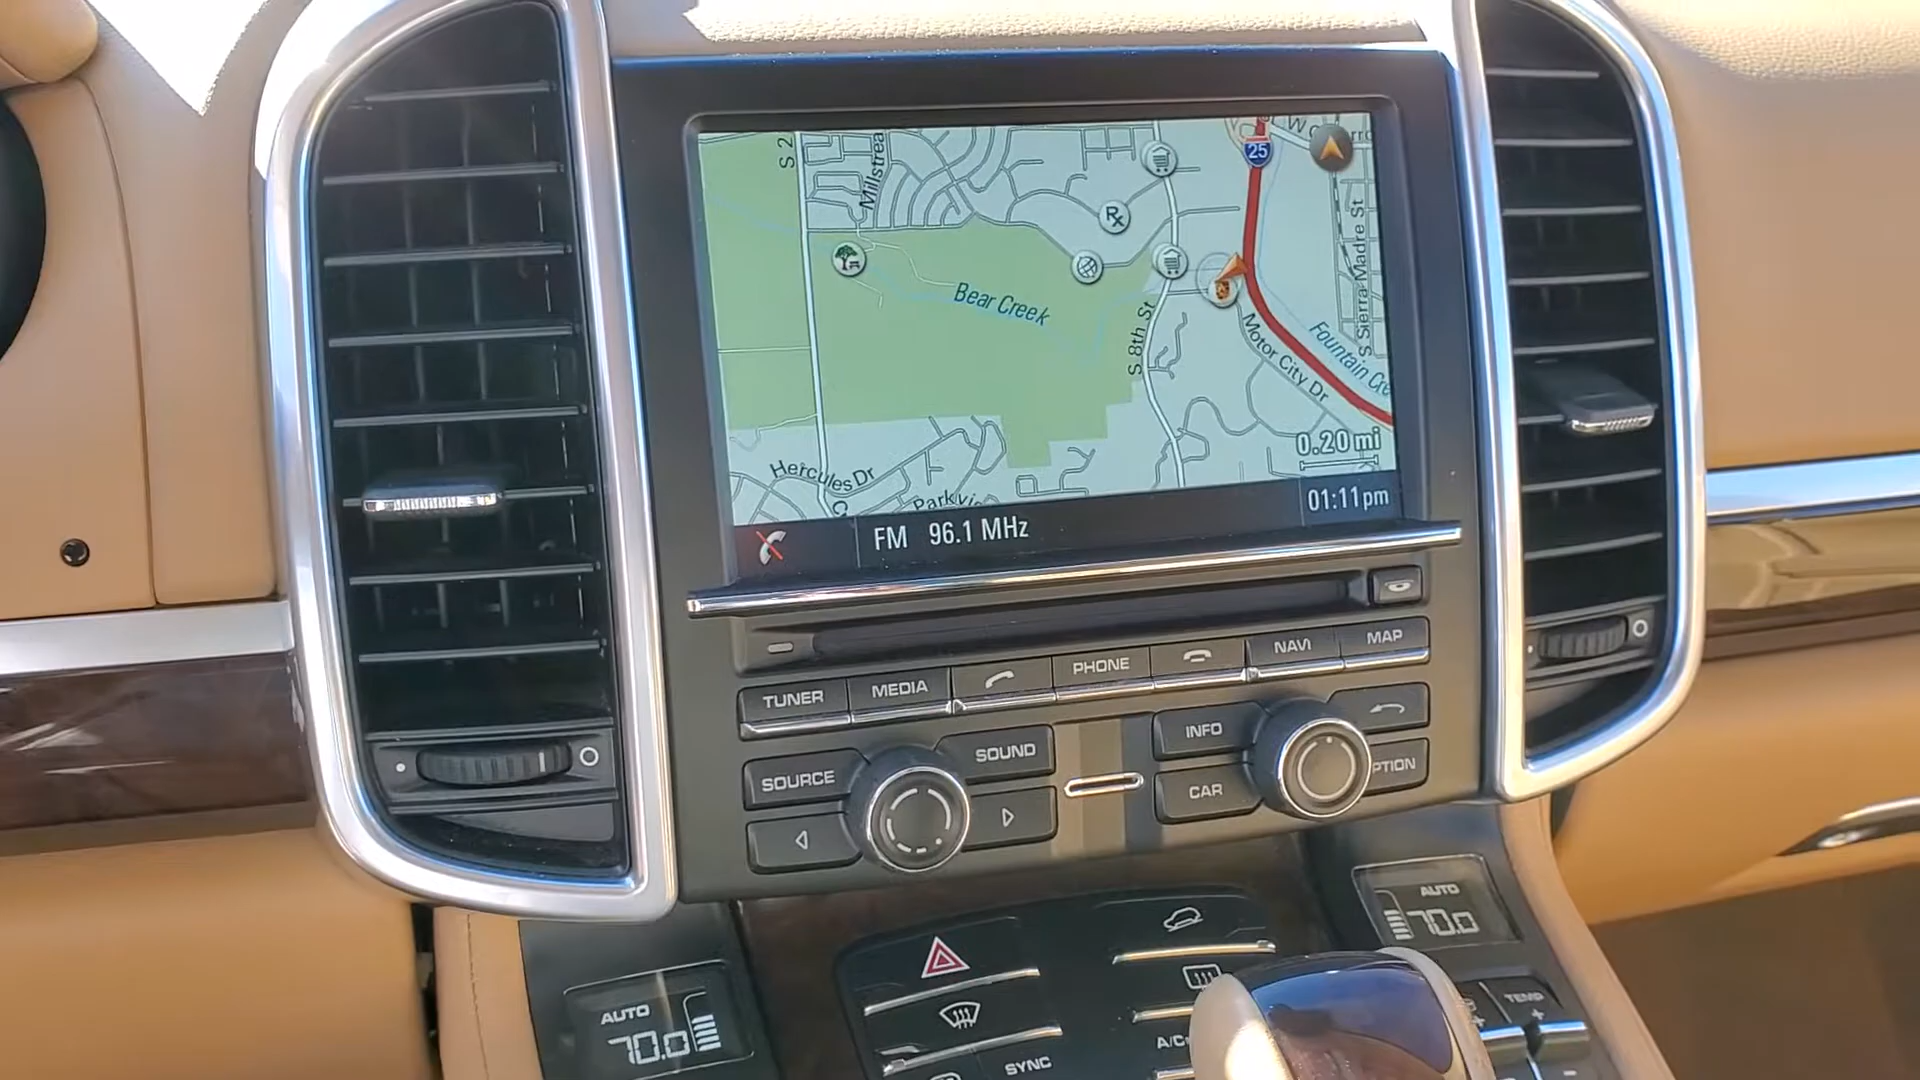 S 2
Millstrea
25
W C
Rx
S Sierra Madre St
Bear Creek
S 8th St
Motor City Dr
Fountain Cre
Hercules Dr
Parkvie
0.20 mi
FM 96.1 MHz
01:11pm
TUNER
MEDIA
PHONE
NAVI
MAP
SOURCE
SOUND
INFO
CAR
PTION
AUTO
70.0
AUTO
70.0
TEMP
+
A/C
SYNC